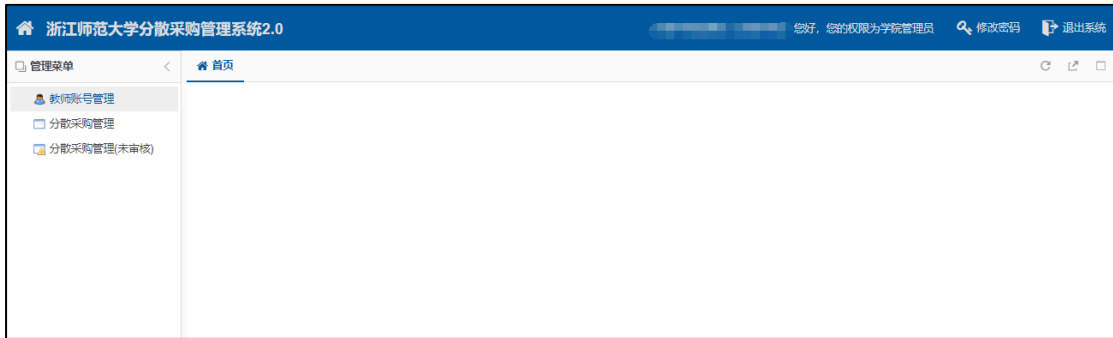 浙江师范大学分散采购管理系统2.0
您好，您的权限为学院管理员
修改密码
退出系统
管理菜单
首页
教师账号管理
分散采购管理
分散采购管理(未审核)